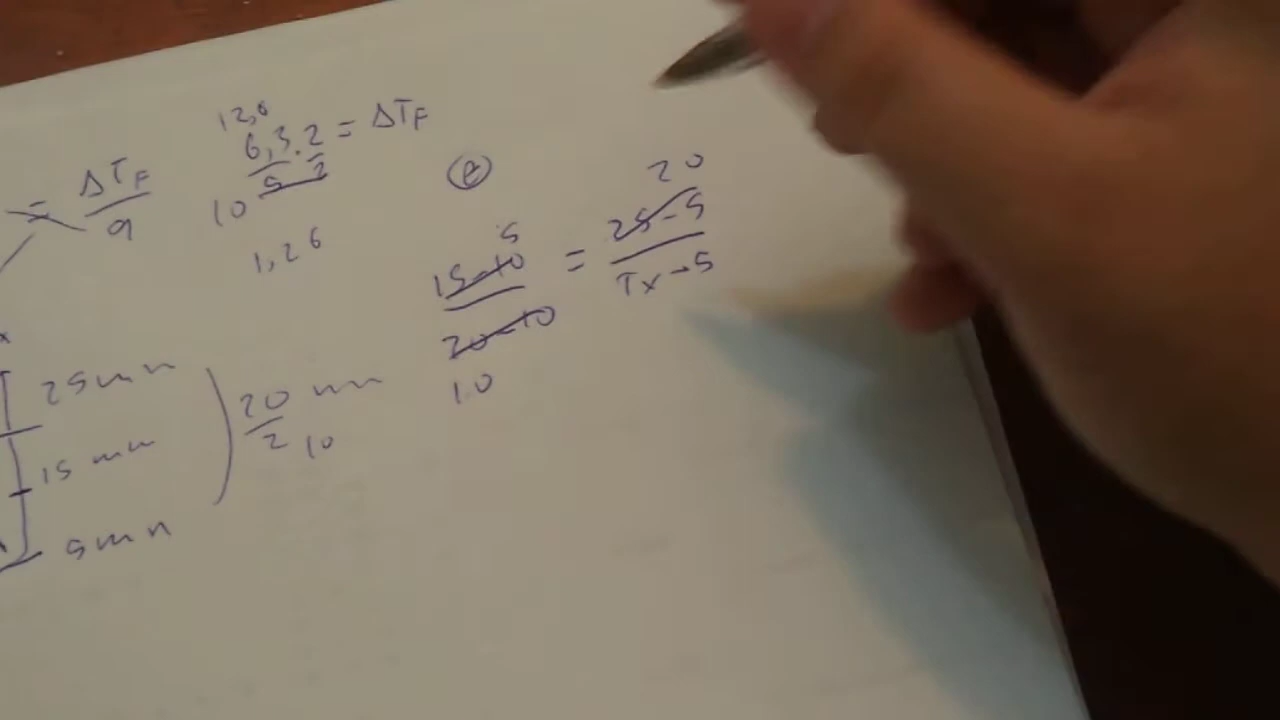 12,6
6,3.2 = ΔTF
5 2
10
1,26
= ΔTF
9
e
5
15-10
20-10
10
=
20
25-5
Tx-5
25mm
15 mm
5mm
20 mm
2 10